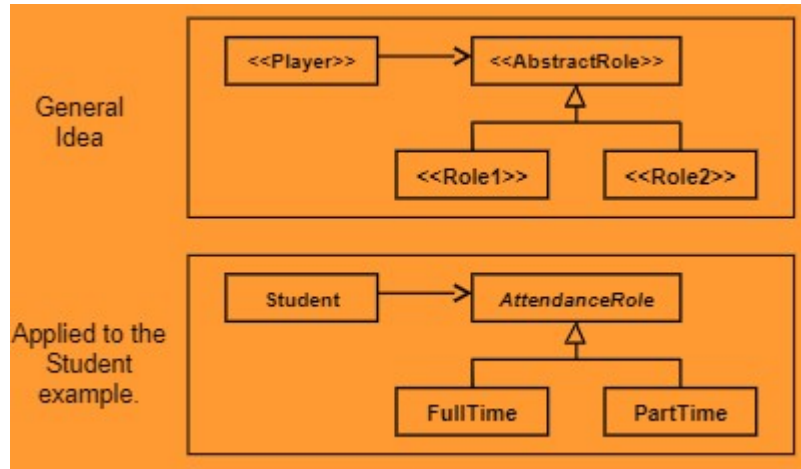 <<Player>>
<<AbstractRole>>
General
Idea
<<Role1>>
<<Role2>>
Student
AttendanceRole
Applied to the
Student
example.
FullTime
PartTime